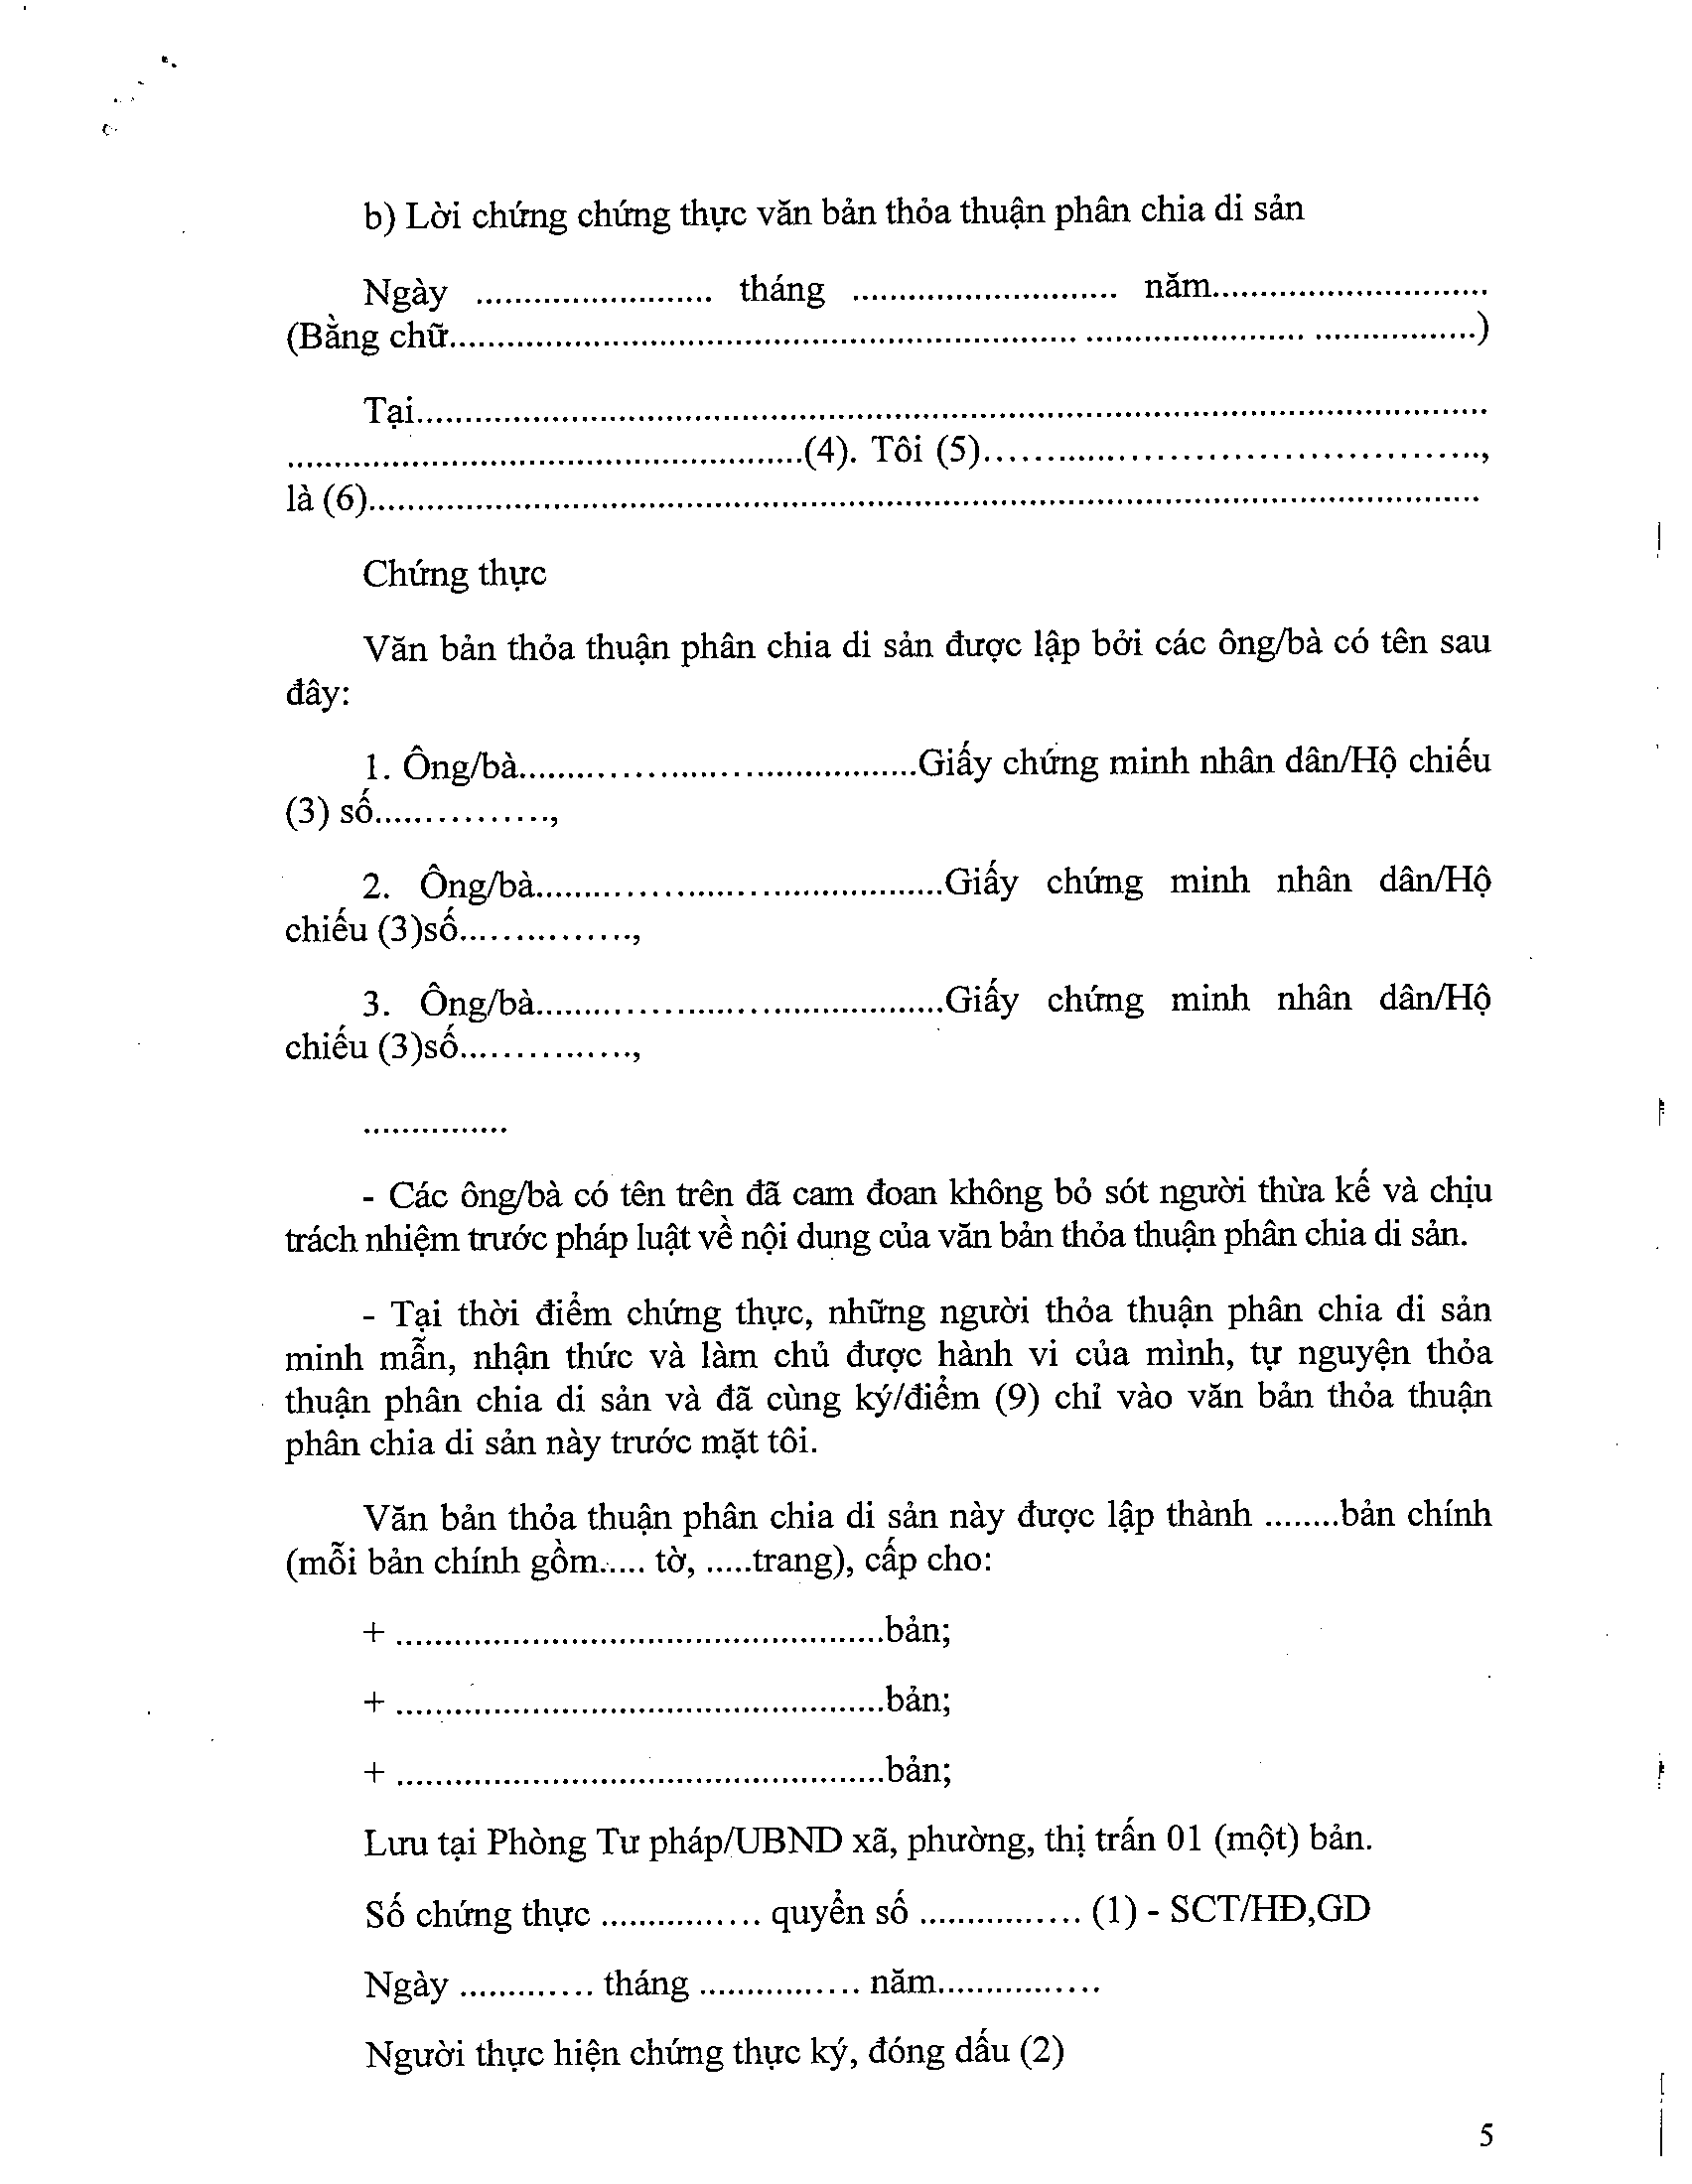 b) Lời chứng chứng thực văn bản thỏa thuận phân chia di sản
Ngày ........................ tháng ........................... năm............................
(Bằng chữ................................................................ ...................... ................)
Tại.............................................................................................................
.....................................................(4). Tôi (5)..................................................,
là (6).................................................................................................................
Chứng thực
Văn bản thỏa thuận phân chia di sản được lập bởi các ông/bà có tên sau
đây:
1. Ông/bà........................................Giấy chứng minh nhân dân/Hộ chiếu
(3) số.................,
2. Ông/bà.........................................Giấy chứng minh nhân dân/Hộ
chiếu (3)số.................,
3. Ông/bà.........................................Giấy chứng minh nhân dân/Hộ
chiếu (3)số.................,
...............
- Các ông/bà có tên trên đã cam đoan không bỏ sót người thừa kế và chịu
trách nhiệm trước pháp luật về nội dung của văn bản thỏa thuận phân chia di sản.
- Tại thời điểm chứng thực, những người thỏa thuận phân chia di sản
minh mẫn, nhận thức và làm chủ được hành vi của mình, tự nguyện thỏa
thuận phân chia di sản và đã cùng ký/điểm (9) chỉ vào văn bản thỏa thuận
phân chia di sản này trước mặt tôi.
Văn bản thỏa thuận phân chia di sản này được lập thành ........bản chính
(mỗi bản chính gồm..... tờ, .....trang), cấp cho:
+ ..................................................bản;
+ ..................................................bản;
+ ..................................................bản;
Lưu tại Phòng Tư pháp/UBND xã, phường, thị trấn 01 (một) bản.
Số chứng thực ................ quyển số ................ (1) - SCT/HĐ,GD
Ngày ............. tháng ................ năm................
Người thực hiện chứng thực ký, đóng dấu (2)
5